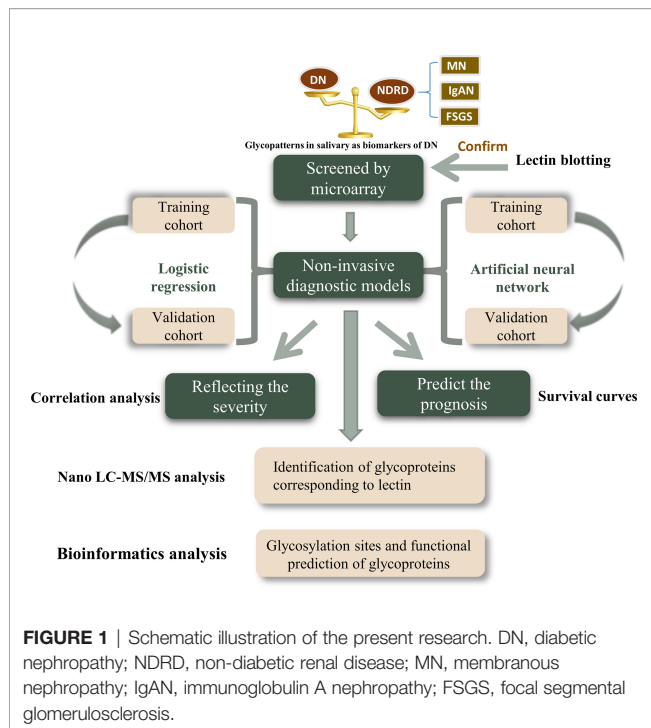 DN
NDRD
MN
IgAN
FSGS
Glycopatterns in salivary as biomarkers of DN
Confirm
Lectin blotting
Screened by
microarray
Training
cohort
Training
cohort
Logistic
regression
Non-invasive
diagnostic models
Artificial neural
network
Validation
cohort
Validation
cohort
Correlation analysis
Reflecting the
severity
Predict the
prognosis
Survival curves
Nano LC-MS/MS analysis
Identification of glycoproteins
corresponding to lectin
Bioinformatics analysis
Glycosylation sites and functional
prediction of glycoproteins
FIGURE 1 | Schematic illustration of the present research. DN, diabetic
nephropathy; NDRD, non-diabetic renal disease; MN, membranous
nephropathy; IgAN, immunoglobulin A nephropathy; FSGS, focal segmental
glomerulosclerosis.